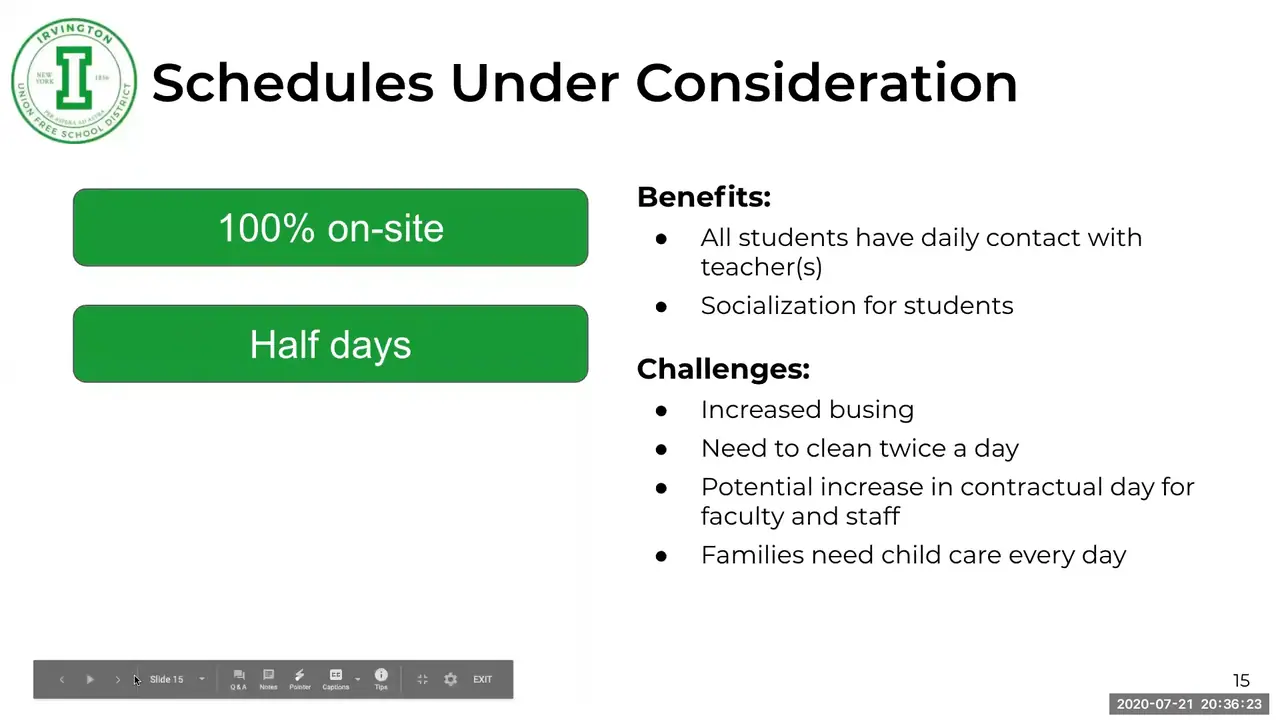 IRVINGTON
NEW YORK
1856
UNION FREE SCHOOL DISTRICT
Schedules Under Consideration
100% on-site
Half days
Benefits:
● All students have daily contact with
teacher(s)
● Socialization for students
Challenges:
● Increased busing
● Need to clean twice a day
● Potential increase in contractual day for
faculty and staff
● Families need child care every day
Slide 15
Q&A
Notes
Pointer
Captions
Tips
EXIT
15
2020-07-21 20:36:23